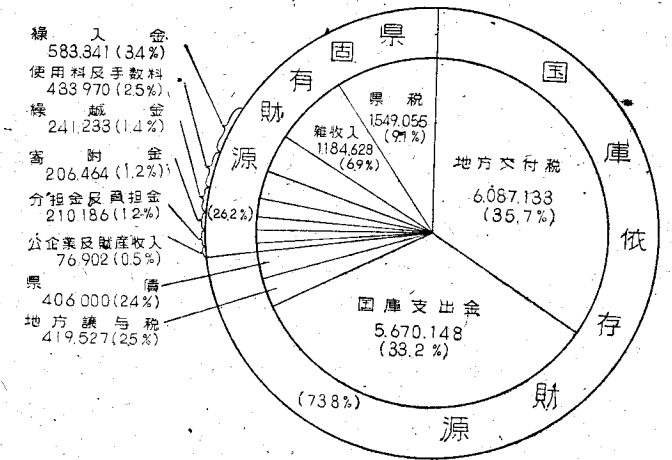 繰入金
583.341(3.4%)
使用料及手数料
433.970(2.5%)
繰越金
241.233(1.4%)
寄附金
206.464(1.2%)
分担金及負担金
210.186(1.2%)
公企業及財産収入
76.902(0.5%)
県債
406.000(2.4%)
地方譲与税
419.527(2.5%)
県固有財源
(26.2%)
雑収入
1.184.628
(6.9%)
県税
1.549.055
(9.1%)
地方交付税
6.087.133
(35.7%)
国庫支出金
5.670.148
(33.2%)
国庫依存財源
(73.8%)